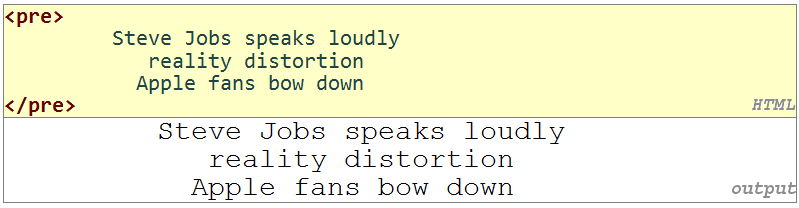 <pre>
         Steve Jobs speaks loudly
            reality distortion
           Apple fans bow down
</pre>
HTML
Steve Jobs speaks loudly
   reality distortion
  Apple fans bow down
output